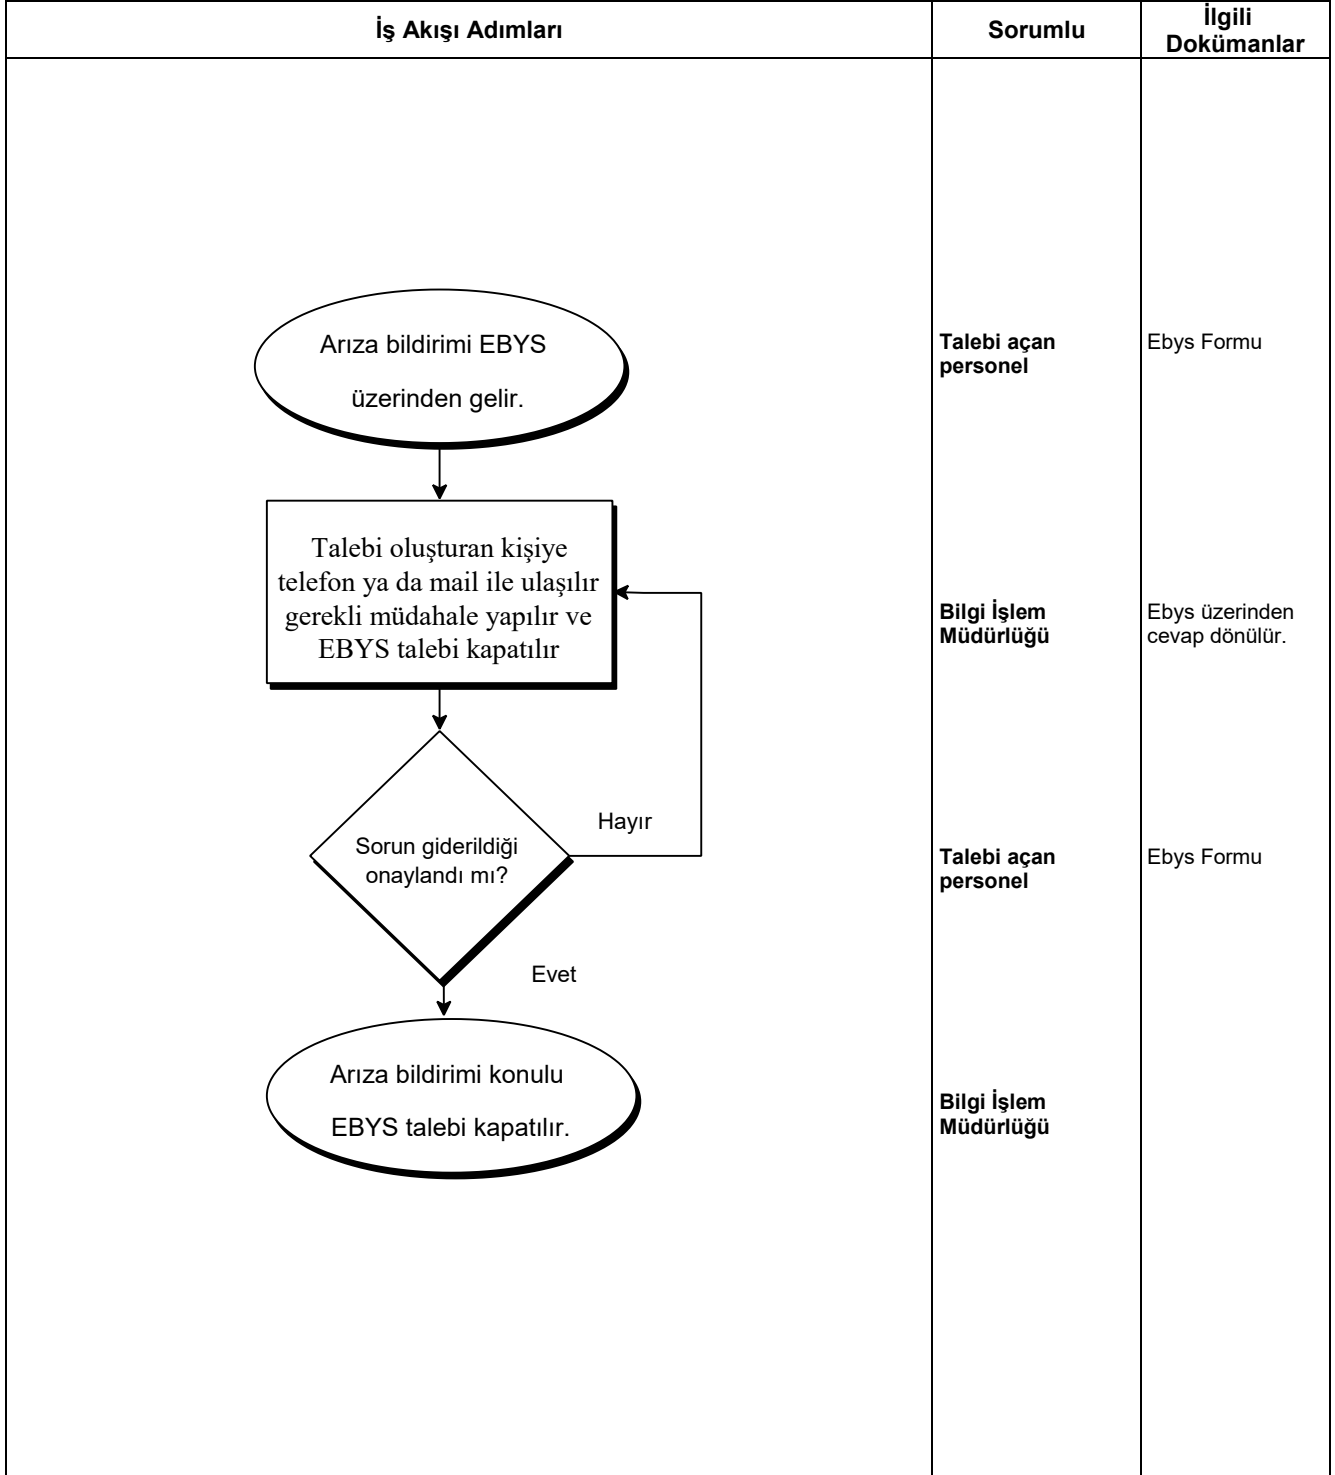 İş Akışı Adımları
Sorumlu
İlgili
Dokümanlar
Arıza bildirimi EBYS
üzerinden gelir.
Talebi açan
personel
Ebys Formu
Talebi oluşturan kişiye
telefon ya da mail ile ulaşılır
gerekli müdahale yapılır ve
EBYS talebi kapatılır
Bilgi İşlem
Müdürlüğü
Ebys üzerinden
cevap dönülür.
Hayır
Sorun giderildiği
onaylandı mı?
Talebi açan
personel
Ebys Formu
Evet
Arıza bildirimi konulu
EBYS talebi kapatılır.
Bilgi İşlem
Müdürlüğü